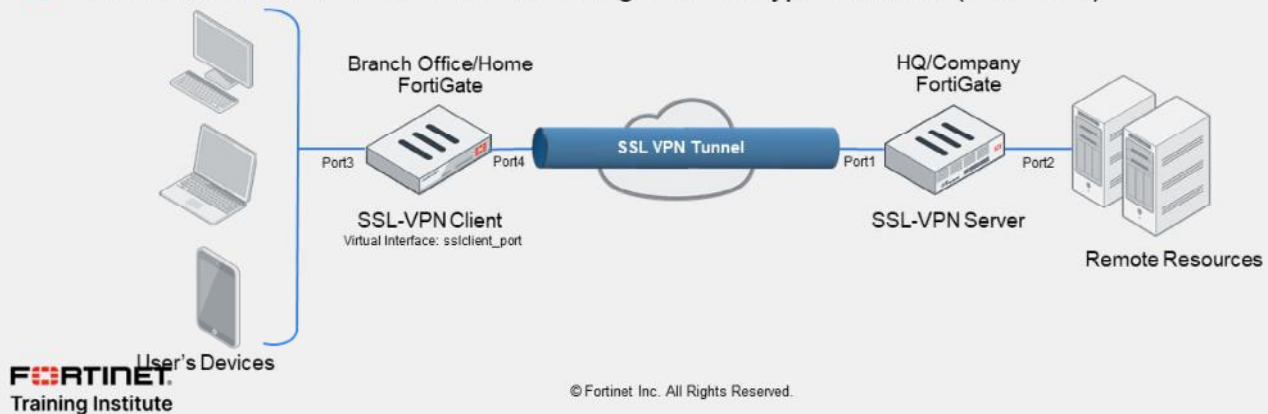 Branch Office/Home
FortiGate
HQ/Company
FortiGate
Port3
Port4
SSL VPN Tunnel
Port1
Port2
SSL-VPN Client
Virtual Interface: sslclient_port
SSL-VPN Server
Remote Resources
User's Devices
FORTINET
Training Institute
© Fortinet Inc. All Rights Reserved.